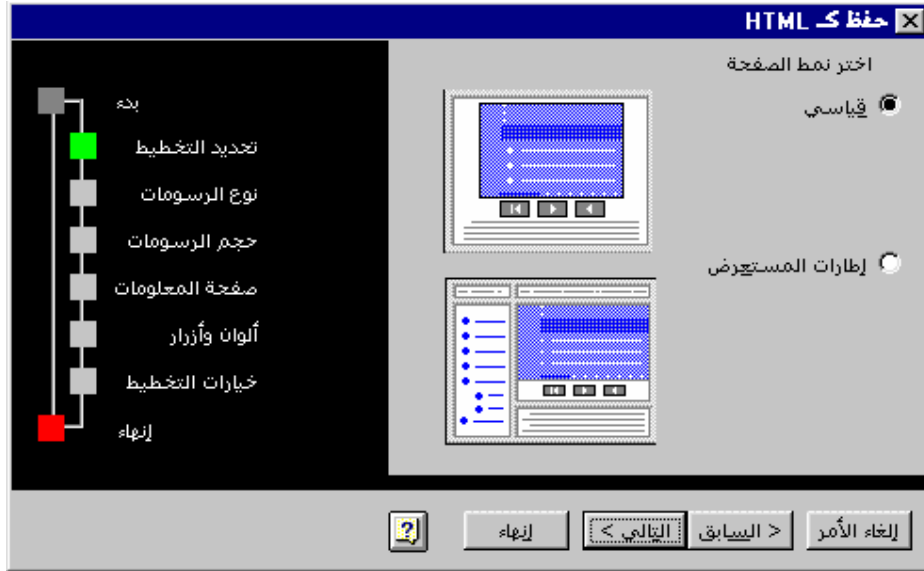 حفظ كـ HTML
اختر نمط الصفحة
قياسي
إطارات المستعرض
بدء
تحديد التخطيط
نوع الرسومات
حجم الرسومات
صفحة المعلومات
ألوان وأزرار
خيارات التخطيط
إنهاء
إلغاء الأمر
< السابق
التالي >
إنهاء